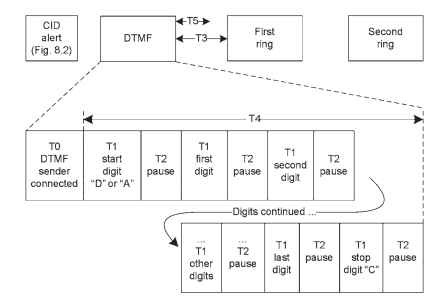 CID
alert
(Fig. 8.2)
DTMF
T5
T3
First
ring
Second
ring
T4
T0
DTMF
sender
connected
T1
start
digit
"D" or "A"
T2
pause
T1
first
digit
T2
pause
T1
second
digit
T2
pause
Digits continued ...
...
T1
other
digits
...
T2
pause
T1
last
digit
T2
pause
T1
stop
digit "C"
T2
pause